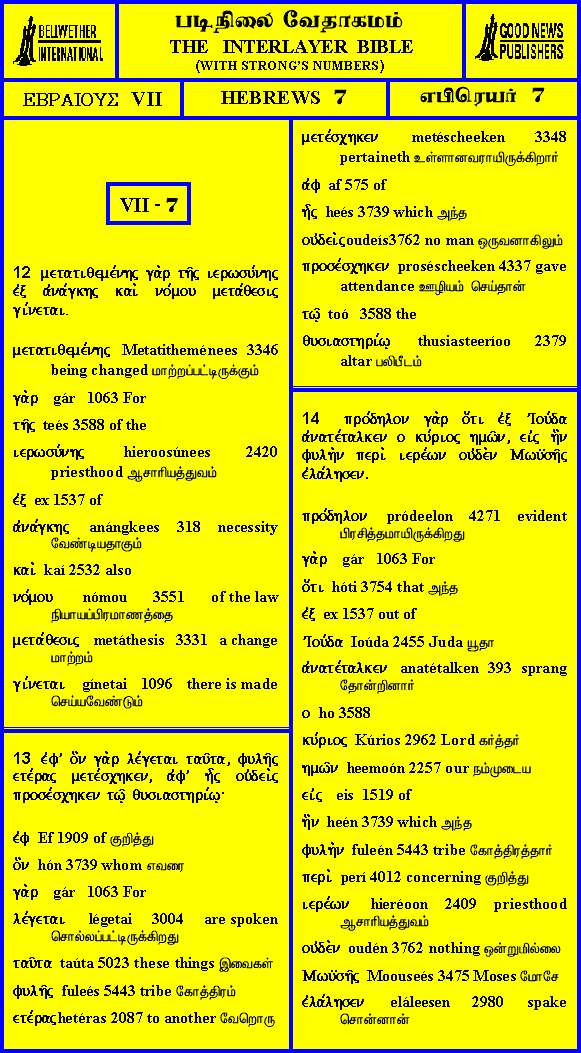 BELLWETHER
INTERNATIONAL
படிநிலை வேதாகமம்
THE INTERLAYER BIBLE
(WITH STRONG'S NUMBERS)
GOOD NEWS
PUBLISHERS
ΕΒΡΑΙΟΥΣ VII
HEBREWS 7
எபிரெயர் 7
VII - 7
12 μετατιθεμένης γὰρ τῆς ιερωσύνης
ἐξ ἀνάγκης καὶ νόμου μετάθεσις
γίνεται.
μετατιθεμένης Metatitheménees 3346
being changed மாற்றப்பட்டிருக்கும்
γὰρ gár 1063 For
τῆς teés 3588 of the
ιερωσύνης hieroosúnees 2420
priesthood ஆசாரியத்துவம்
ἐξ ex 1537 of
ἀνάγκης anángkees 318 necessity
வேண்டியதாகும்
καὶ kaí 2532 also
νόμου nómou 3551 of the law
நியாயப்பிரமாணத்தை
μετάθεσις metáthesis 3331 a change
மாற்றம்
γίνεται gínetai 1096 there is made
செய்யவேண்டும்
13 ἐφ' ὃν γὰρ λέγεται ταῦτα, φυλῆς
ετέρας μετέσχηκεν, ἀφ' ἧς οὐδεὶς
προσέσχηκεν τῷ θυσιαστηρίῳ·
ἐφ Ef 1909 of குறித்து
ὃν hón 3739 whom எவரை
γὰρ gár 1063 For
λέγεται légetai 3004 are spoken
சொல்லப்பட்டிருக்கிறது
ταῦτα taúta 5023 these things இவைகள்
φυλῆς fuleés 5443 tribe கோத்திரம்
ετέρας hetéras 2087 to another வேறொரு
μετέσχηκεν metéscheeken 3348
pertaineth உள்ளானவராயிருக்கிறார்
ἀφ af 575 of
ἧς heés 3739 which அந்த
οὐδεὶς oudeís3762 no man ஒருவனாகிலும்
προσέσχηκεν proséscheeken 4337 gave
attendance ஊழியம் செய்தான்
τῷ toó 3588 the
θυσιαστηρίῳ thusiasteeríoo 2379
altar பலிபீடம்
14 πρόδηλον γὰρ ὅτι ἐξ Ἰούδα
ἀνατέταλκεν ο κύριος ημῶν, εἰς ἣν
φυλὴν περὶ ιερέων οὐδὲν Μωϋσῆς
ἐλάλησεν.
πρόδηλον pródeelon 4271 evident
பிரசித்தமாயிருக்கிறது
γὰρ gár 1063 For
ὅτι hóti 3754 that அந்த
ἐξ ex 1537 out of
Ἰούδα Ioúda 2455 Juda யூதா
ἀνατέταλκεν anatétalken 393 sprang
தோன்றினார்
ο ho 3588
κύριος Kúrios 2962 Lord கர்த்தர்
ημῶν heemoón 2257 our நம்முடைய
εἰς eis 1519 of
ἣν heén 3739 which அந்த
φυλὴν fuleén 5443 tribe கோத்திரத்தார்
περὶ perí 4012 concerning குறித்து
ιερέων hieréoon 2409 priesthood
ஆசாரியத்துவம்
οὐδὲν oudén 3762 nothing ஒன்றுமில்லை
Μωϋσῆς Moouseés 3475 Moses மோசே
ἐλάλησεν eláleesen 2980 spake
சொன்னான்